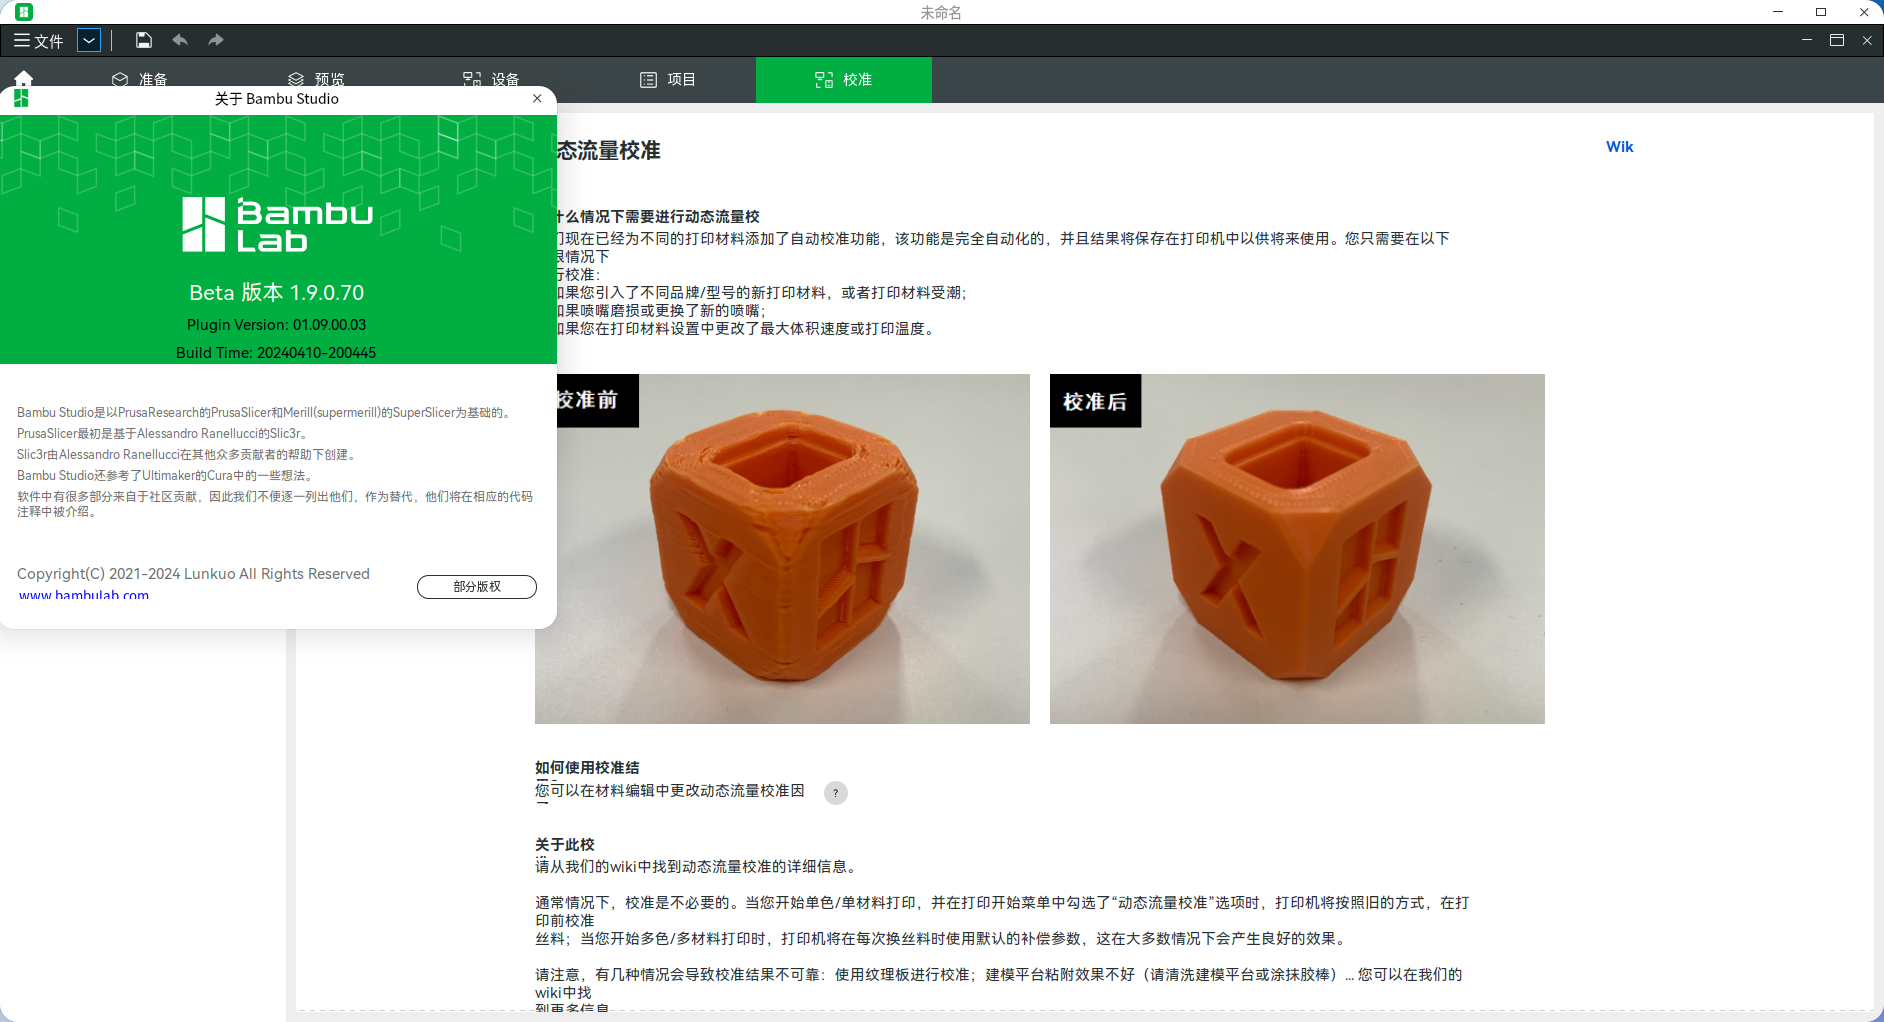 未命名
文件
准备
预览
设备
项目
校准
关于 Bambu Studio
Bambu
Lab
Beta 版本 1.9.0.70
Plugin Version: 01.09.00.03
Build Time: 20240410-200445
Bambu Studio是以PrusaResearch的PrusaSlicer和Merill(supermerill)的SuperSlicer为基础的。
PrusaSlicer最初是基于Alessandro Ranellucci的Slic3r。
Slic3r由Alessandro Ranellucci在其他众多贡献者的帮助下创建。
Bambu Studio还参考了Ultimaker的Cura中的一些想法。
软件中有很多部分来自于社区贡献，因此我们不便逐一列出他们，作为替代，他们将在相应的代码
注释中被介绍。
Copyright(C) 2021-2024 Lunkuo All Rights Reserved
www.bambulab.com
部分版权
态流量校准
Wik
什么情况下需要进行动态流量校
们现在已经为不同的打印材料添加了自动校准功能，该功能是完全自动化的，并且结果将保存在打印机中以供将来使用。您只需要在以下
限情况下
行校准：
如果您引入了不同品牌/型号的新打印材料，或者打印材料受潮；
如果喷嘴磨损或更换了新的喷嘴；
如果您在打印材料设置中更改了最大体积速度或打印温度。
校准前
校准后
如何使用校准结
您可以在材料编辑中更改动态流量校准因
?
关于此校
请从我们的wiki中找到动态流量校准的详细信息。
通常情况下，校准是不必要的。当您开始单色/单材料打印，并在打印开始菜单中勾选了“动态流量校准”选项时，打印机将按照旧的方式，在打
印前校准
丝料；当您开始多色/多材料打印时，打印机将在每次换丝料时使用默认的补偿参数，这在大多数情况下会产生良好的效果。
请注意，有几种情况会导致校准结果不可靠：使用纹理板进行校准；建模平台粘附效果不好（请清洗建模平台或涂抹胶棒）... 您可以在我们的
wiki中找
到更多信息